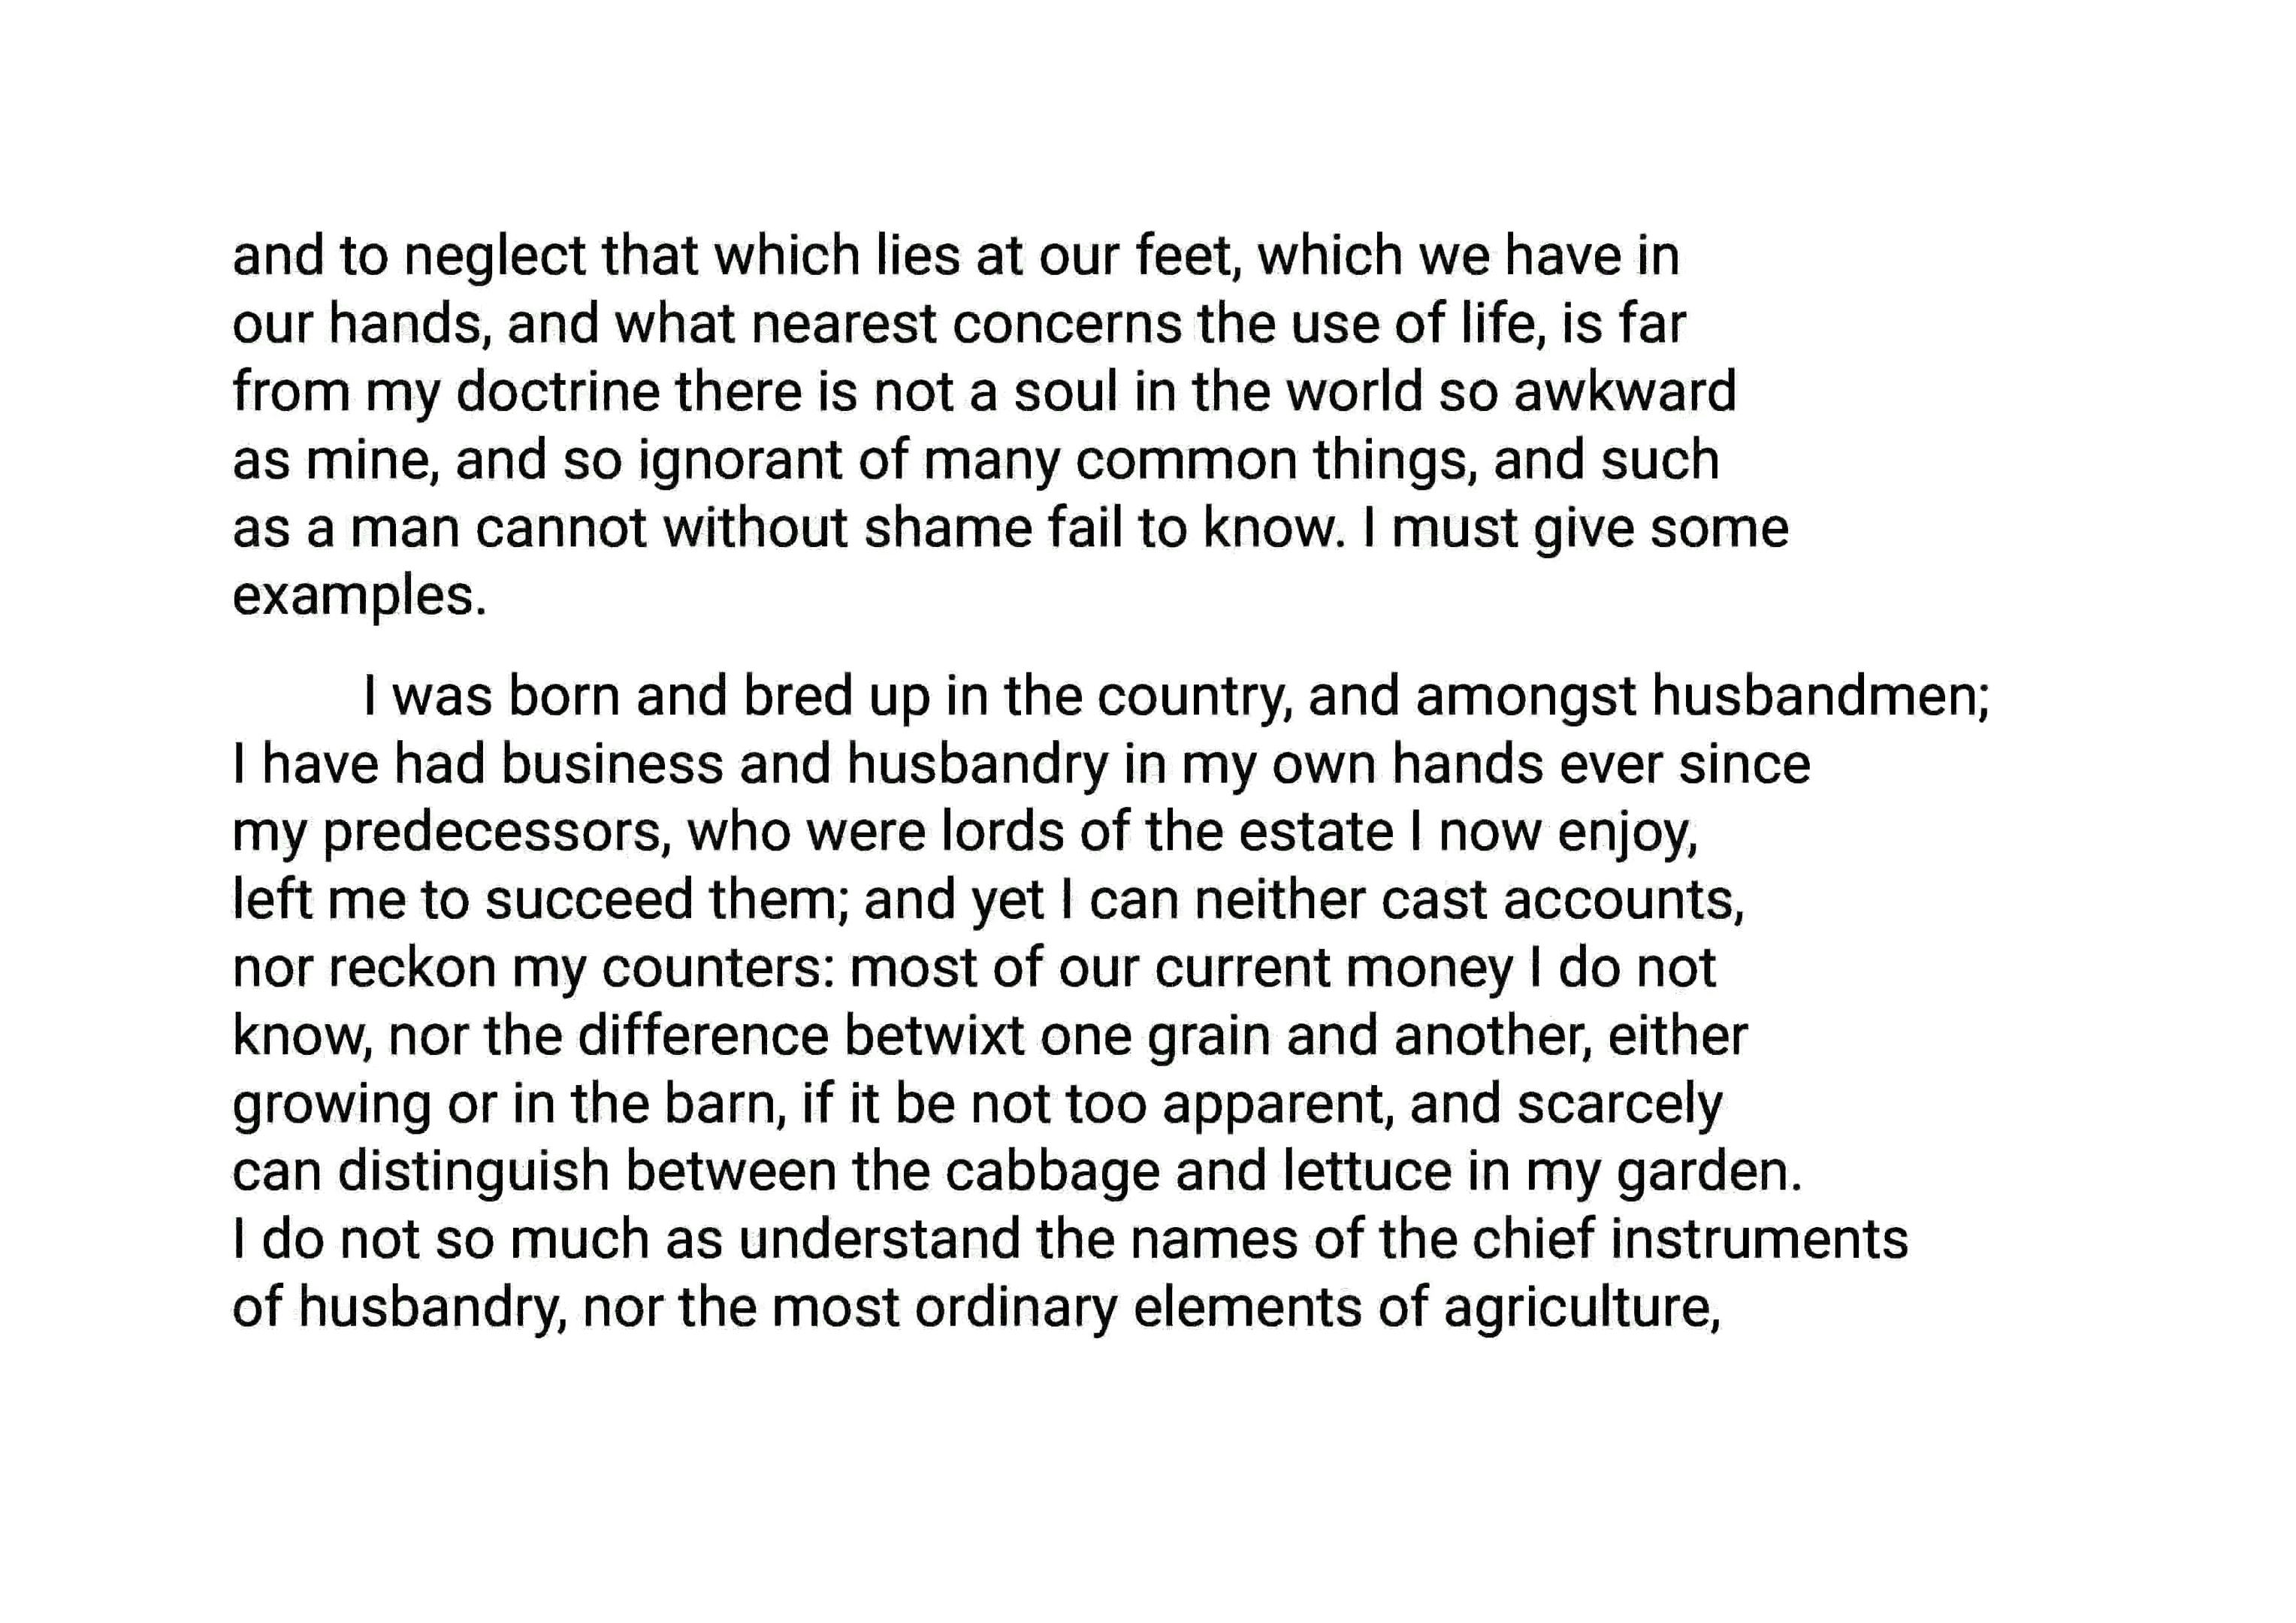 and to neglect that which lies at our feet, which we have in
our hands, and what nearest concerns the use of life, is far
from my doctrine there is not a soul in the world so awkward
as mine, and so ignorant of many common things, and such
as a man cannot without shame fail to know. I must give some
examples.
I was born and bred up in the country, and amongst husbandmen;
I have had business and husbandry in my own hands ever since
my predecessors, who were lords of the estate I now enjoy,
left me to succeed them; and yet I can neither cast accounts,
nor reckon my counters: most of our current money I do not
know, nor the difference betwixt one grain and another, either
growing or in the barn, if it be not too apparent, and scarcely
can distinguish between the cabbage and lettuce in my garden.
I do not so much as understand the names of the chief instruments
of husbandry, nor the most ordinary elements of agriculture,